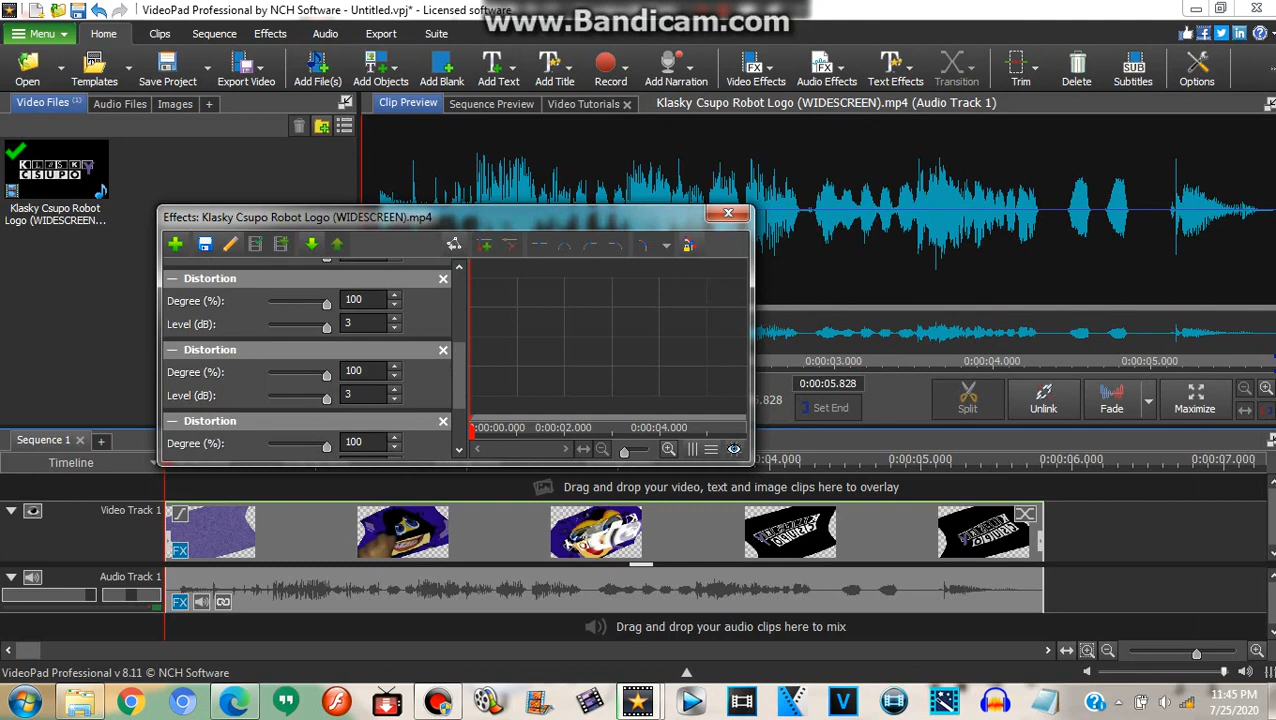 VideoPad Professional by NCH Software - Untitled.vpj* - Licensed software
www.Bandicam.com
Menu Home Clips Sequence Effects Audio Export Suite
Open Templates Save Project Export Video Add File(s) Add Objects Add Blank Add Text Add Title Record Add Narration Video Effects Audio Effects Text Effects Transition Trim Delete Subtitles Options
Video Files (1) Audio Files Images + Clip Preview Sequence Preview Video Tutorials Klasky Csupo Robot Logo (WIDESCREEN).mp4 (Audio Track 1)
KLASKY
CSUPO
Klasky Csupo Robot
Logo (WIDESCREEN...
Effects: Klasky Csupo Robot Logo (WIDESCREEN).mp4
Distortion
Degree (%): 100
Level (dB): 3
Distortion
Degree (%): 100
Level (dB): 3
Distortion
Degree (%): 100
0:00:00.000 0:00:02.000 0:00:04.000
0:00:03.000 0:00:04.000 0:00:05.000
5.828 0:00:05.828
Set End Split Unlink Fade Maximize
Sequence 1 +
Timeline 04.000 0:00:05.000 0:00:06.000 0:00:07.000
Drag and drop your video, text and image clips here to overlay
Video Track 1
FX
Audio Track 1
FX
Drag and drop your audio clips here to mix
VideoPad Professional v 8.11 © NCH Software
11:45 PM
7/25/2020